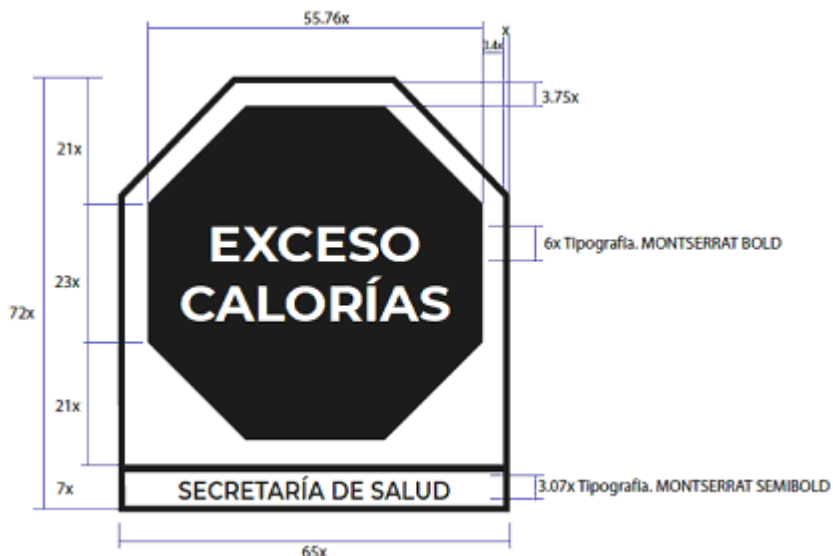 55.76x
x
3.4x
3.75x
21x
EXCESO
6x Tipografía. MONTSERRAT BOLD
23x
CALORÍAS
72x
21x
7x
SECRETARÍA DE SALUD
3.07x Tipografía. MONTSERRAT SEMIBOLD
65x